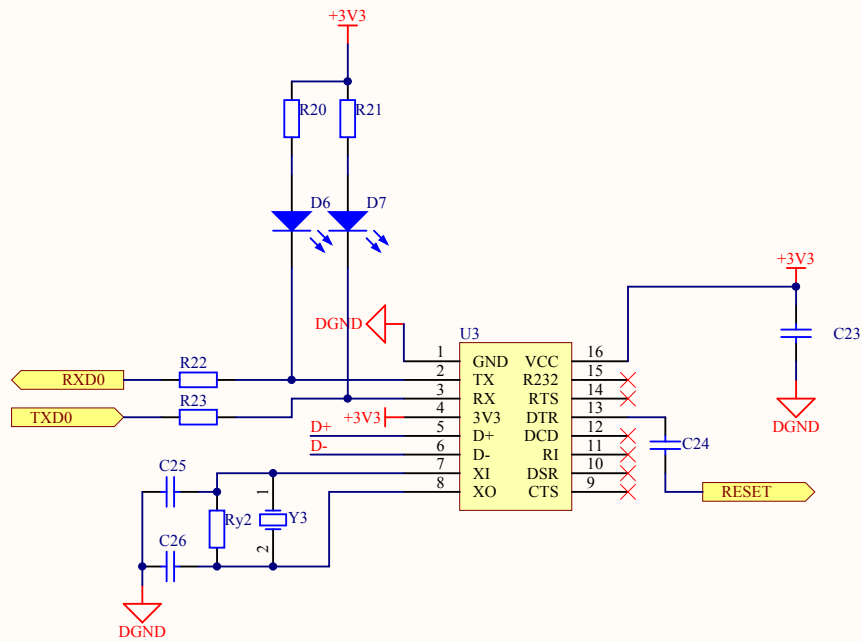 +3V3
R20 R21
D6 D7
+3V3
C23
DGND
DGND
U3
1 GND VCC 16
RXD0 R22 2 TX R232 15
3 RX RTS 14
TXD0 R23 +3V3 4 3V3 DTR 13
D+ 5 D+ DCD 12
D- 6 D- RI 11
C24
7 XI DSR 10
8 XO CTS 9
RESET
C25
1
Ry2 Y3
C26 2
DGND